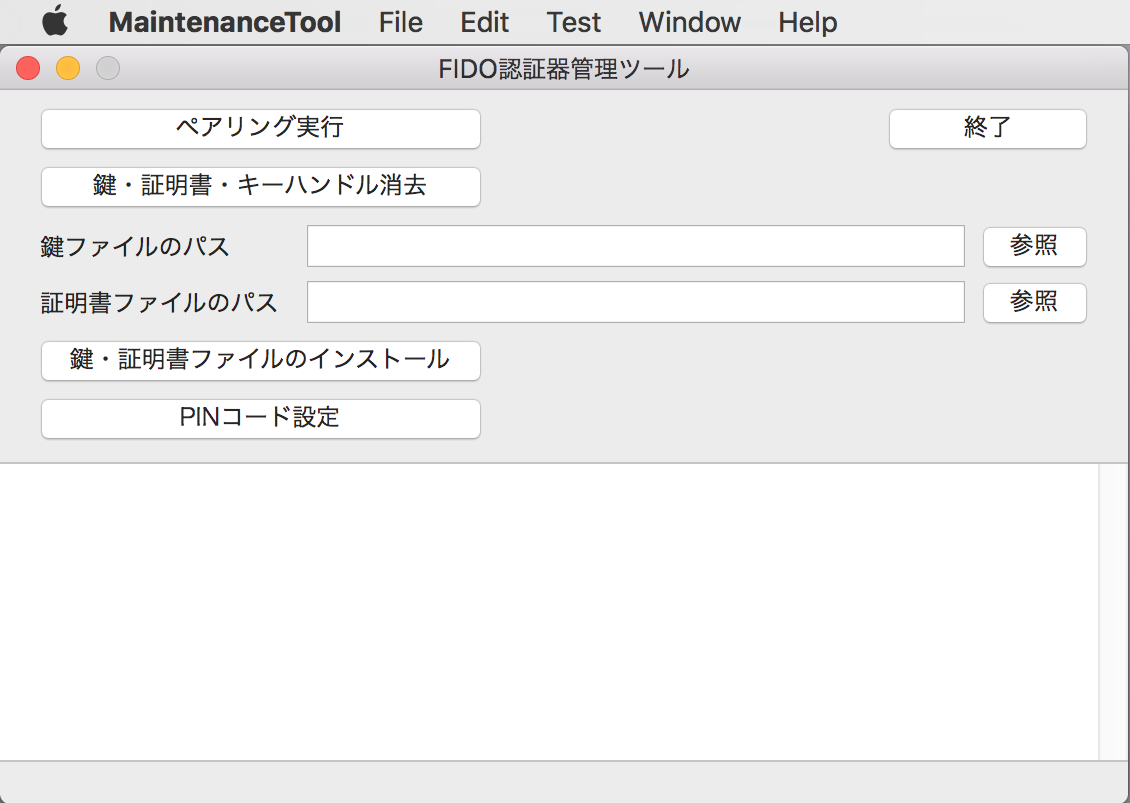 MaintenanceTool File Edit Test Window Help
FIDO認証器管理ツール
ペアリング実行 終了
鍵・証明書・キーハンドル消去
鍵ファイルのパス 参照
証明書ファイルのパス 参照
鍵・証明書ファイルのインストール
PINコード設定